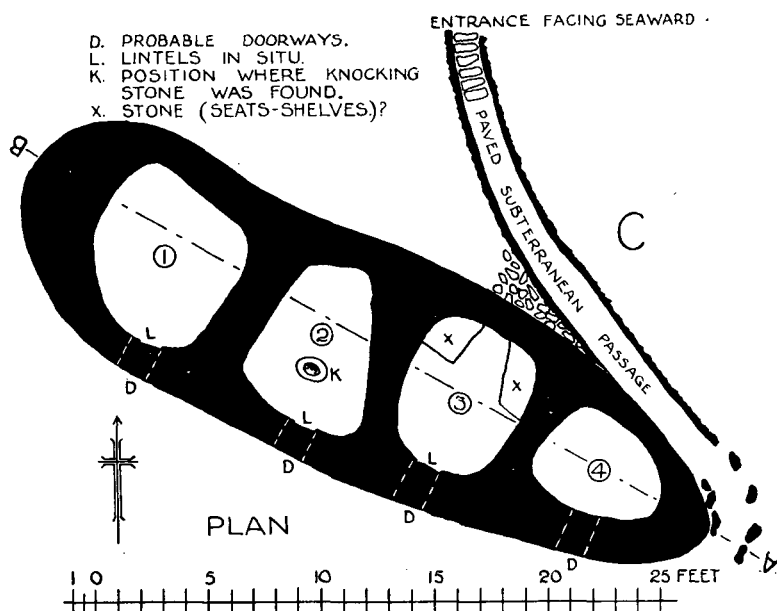 ENTRANCE FACING SEAWARD
D. PROBABLE DOORWAYS.
L. LINTELS IN SITU.
K. POSITION WHERE KNOCKING
STONE WAS FOUND.
X. STONE (SEATS-SHELVES.)?
PAVED SUBTERRANEAN PASSAGE
B
C
1
L
D
2
K
L
D
X
X
3
L
D
4
D
A
PLAN
1 0 5 10 15 20 25 FEET